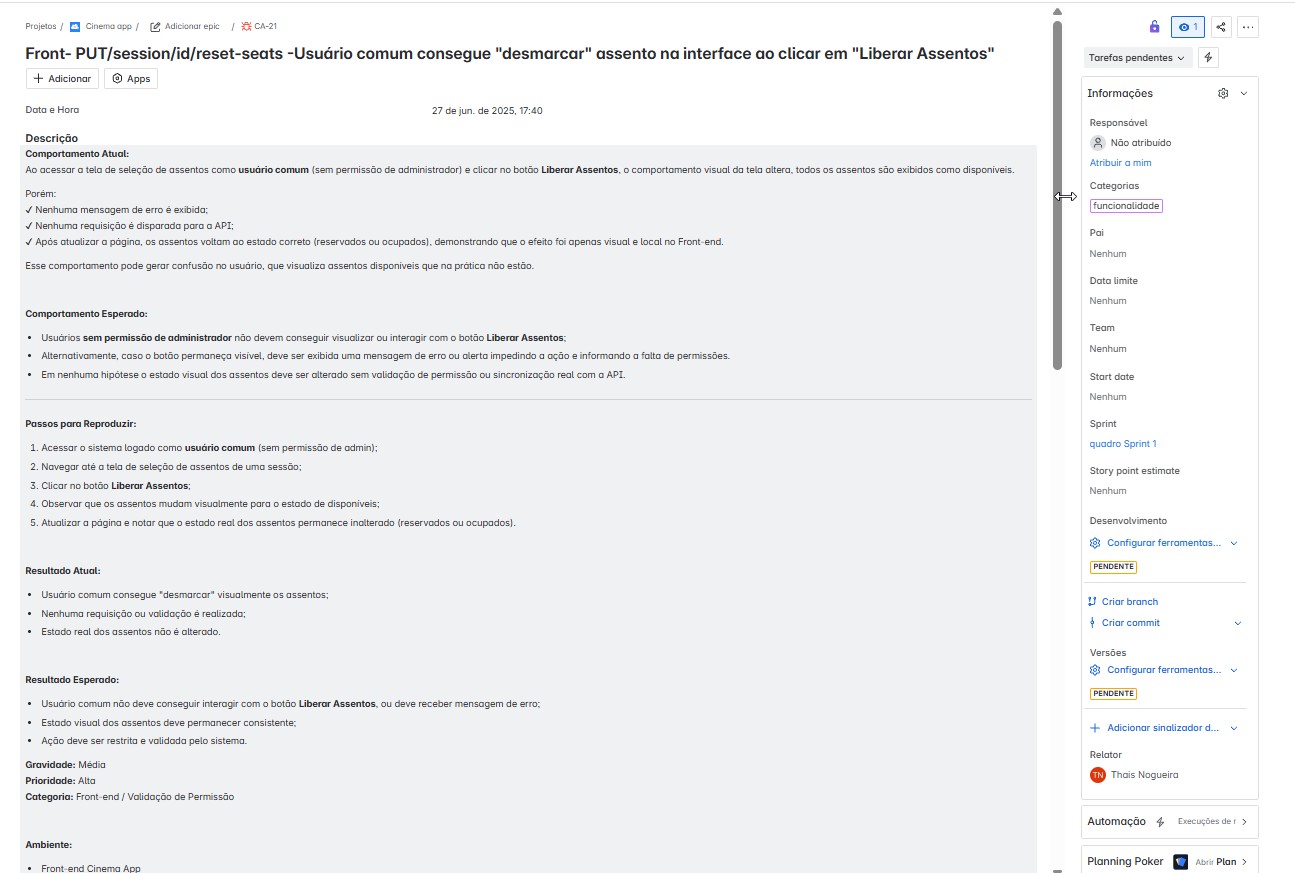 Projetos / Cinema app / Adicionar epic / CA-21
1
Front- PUT/session/id/reset-seats -Usuário comum consegue "desmarcar" assento na interface ao clicar em "Liberar Assentos"
Adicionar Apps
Data e Hora 27 de jun. de 2025, 17:40
Descrição
Comportamento Atual:
Ao acessar a tela de seleção de assentos como usuário comum (sem permissão de administrador) e clicar no botão Liberar Assentos, o comportamento visual da tela altera, todos os assentos são exibidos como disponíveis.
Porém:
✓ Nenhuma mensagem de erro é exibida;
✓ Nenhuma requisição é disparada para a API;
✓ Após atualizar a página, os assentos voltam ao estado correto (reservados ou ocupados), demonstrando que o efeito foi apenas visual e local no Front-end.
Esse comportamento pode gerar confusão no usuário, que visualiza assentos disponíveis que na prática não estão.
Comportamento Esperado:
• Usuários sem permissão de administrador não devem conseguir visualizar ou interagir com o botão Liberar Assentos;
• Alternativamente, caso o botão permaneça visível, deve ser exibida uma mensagem de erro ou alerta impedindo a ação e informando a falta de permissões.
• Em nenhuma hipótese o estado visual dos assentos deve ser alterado sem validação de permissão ou sincronização real com a API.
Passos para Reproduzir:
1. Acessar o sistema logado como usuário comum (sem permissão de admin);
2. Navegar até a tela de seleção de assentos de uma sessão;
3. Clicar no botão Liberar Assentos;
4. Observar que os assentos mudam visualmente para o estado de disponíveis;
5. Atualizar a página e notar que o estado real dos assentos permanece inalterado (reservados ou ocupados).
Resultado Atual:
• Usuário comum consegue "desmarcar" visualmente os assentos;
• Nenhuma requisição ou validação é realizada;
• Estado real dos assentos não é alterado.
Resultado Esperado:
• Usuário comum não deve conseguir interagir com o botão Liberar Assentos, ou deve receber mensagem de erro;
• Estado visual dos assentos deve permanecer consistente;
• Ação deve ser restrita e validada pelo sistema.
Gravidade: Média
Prioridade: Alta
Categoria: Front-end / Validação de Permissão
Ambiente:
• Front-end Cinema App
Tarefas pendentes
Informações
Responsável
Não atribuído
Atribuir a mim
Categorias
funcionalidade
Pai
Nenhum
Data limite
Nenhum
Team
Nenhum
Start date
Nenhum
Sprint
quadro Sprint 1
Story point estimate
Nenhum
Desenvolvimento
Configurar ferramentas...
PENDENTE
Criar branch
Criar commit
Versões
Configurar ferramentas...
PENDENTE
Adicionar sinalizador d...
Relator
TN Thais Nogueira
Automação Execuções de r
Planning Poker Abrir Plan